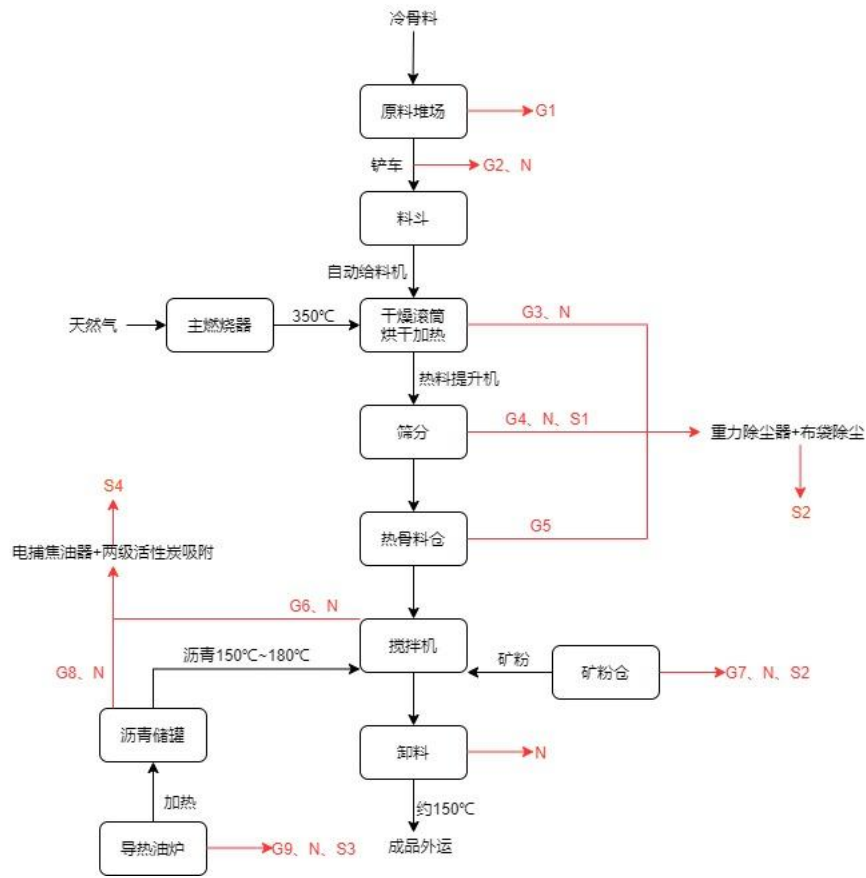 冷骨料
原料堆场
G1
铲车
G2、N
料斗
自动给料机
天然气
主燃烧器
350℃
干燥滚筒
烘干加热
G3、N
热料提升机
筛分
G4、N、S1
重力除尘器+布袋除尘
S2
S4
热骨料仓
G5
电捕焦油器+两级活性炭吸附
G6、N
搅拌机
沥青150℃~180℃
矿粉
矿粉仓
G7、N、S2
G8、N
沥青储罐
卸料
N
加热
约150℃
导热油炉
G9、N、S3
成品外运